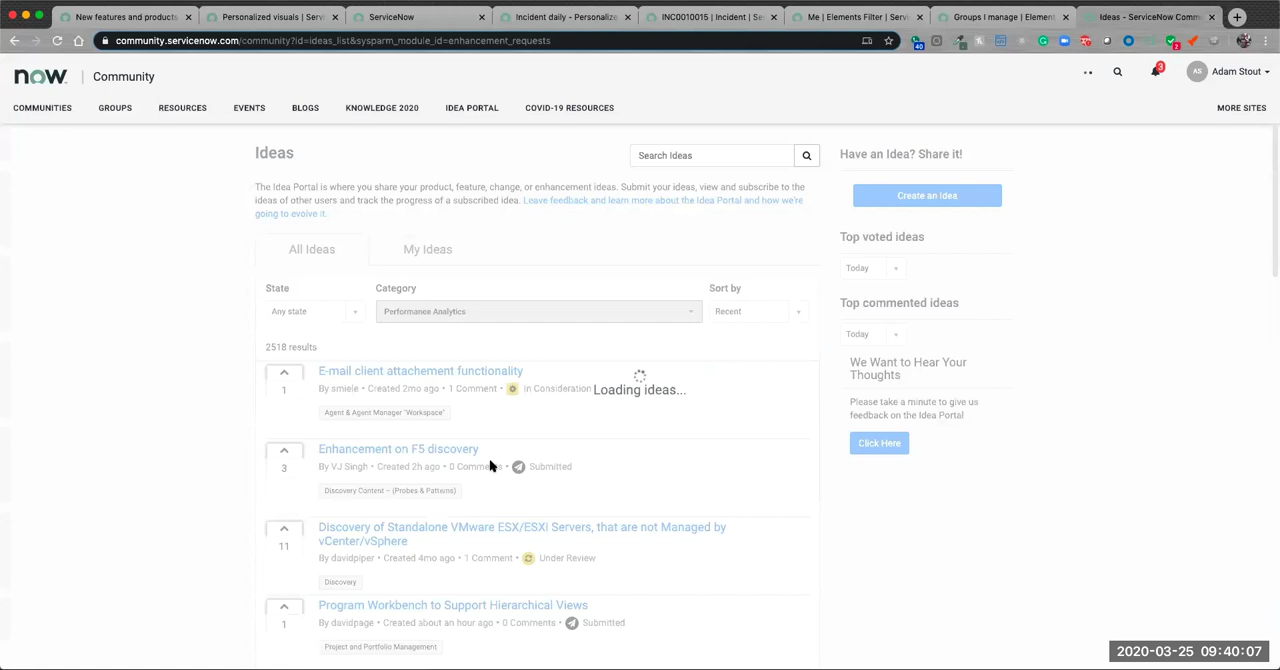 New features and products
Personalized visuals | Serv
ServiceNow
Incident daily - Personalize
INC0010015 | Incident | Se
Me | Elements Filter | Servic
Groups I manage | Element
Ideas - ServiceNow Comm
community.servicenow.com/community?id=ideas_list&sysparm_module_id=enhancement_requests
40
2
now
Community
3
AS
Adam Stout
COMMUNITIES
GROUPS
RESOURCES
EVENTS
BLOGS
KNOWLEDGE 2020
IDEA PORTAL
COVID-19 RESOURCES
MORE SITES
Ideas
Search Ideas
The Idea Portal is where you share your product, feature, change, or enhancement ideas. Submit your ideas, view and subscribe to the
ideas of other users and track the progress of a subscribed idea. Leave feedback and learn more about the Idea Portal and how we're
going to evolve it.
All Ideas
My Ideas
State
Category
Sort by
Any state
Performance Analytics
Recent
2518 results
1
E-mail client attachement functionality
By smiele • Created 2mo ago • 1 Comment • In Consideration
Agent & Agent Manager "Workspace"
Loading ideas...
3
Enhancement on F5 discovery
By VJ Singh • Created 2h ago • 0 Comments • Submitted
Discovery Content – (Probes & Patterns)
11
Discovery of Standalone VMware ESX/ESXI Servers, that are not Managed by
vCenter/vSphere
By davidpiper • Created 4mo ago • 1 Comment • Under Review
Discovery
1
Program Workbench to Support Hierarchical Views
By davidpage • Created about an hour ago • 0 Comments • Submitted
Project and Portfolio Management
Have an Idea? Share it!
Create an Idea
Top voted ideas
Today
Top commented ideas
Today
We Want to Hear Your
Thoughts
Please take a minute to give us
feedback on the Idea Portal
Click Here
2020-03-25 09:40:07